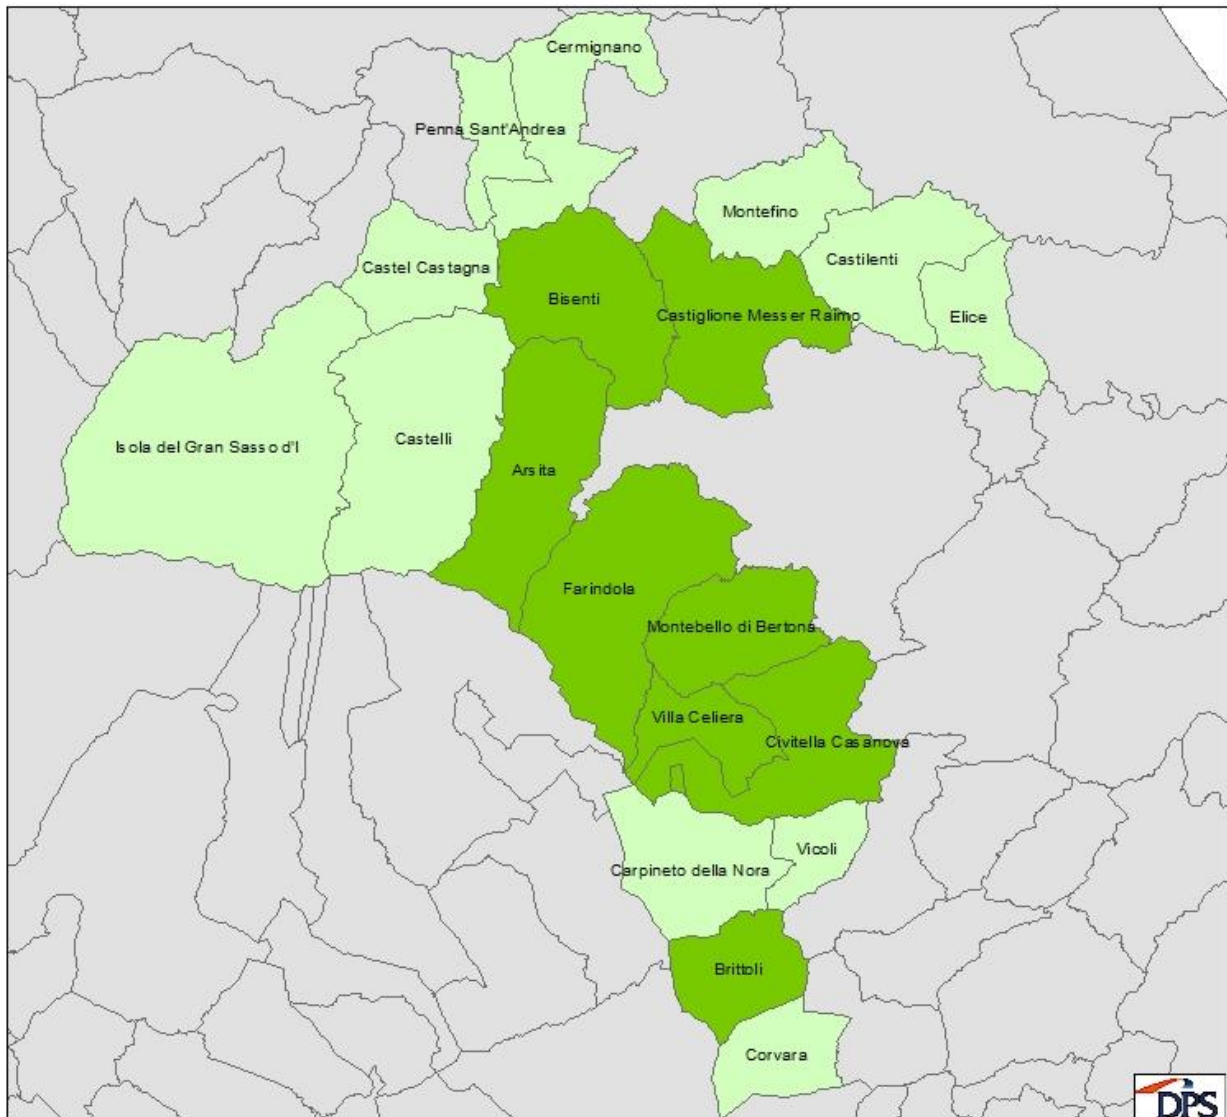 Cermignano
Penna Sant'Andrea
Montefino
Castel Castagna
Castilenti
Bisenti
Castiglione Messer Raimo
Elice
Isola del Gran Sasso d'I
Castelli
Arsita
Farindola
Montebello di Bertona
Villa Celiera
Civitella Casanova
Vicoli
Carpineto della Nora
Brittoli
Corvara
DPS